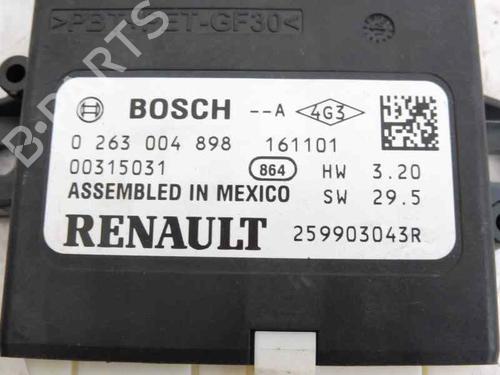 >PBT+PET-GF30<
BOSCH --A 4G3
0 263 004 898 161101
00315031 864 HW 3.20
ASSEMBLED IN MEXICO SW 29.5
RENAULT 259903043R
B-PARTS